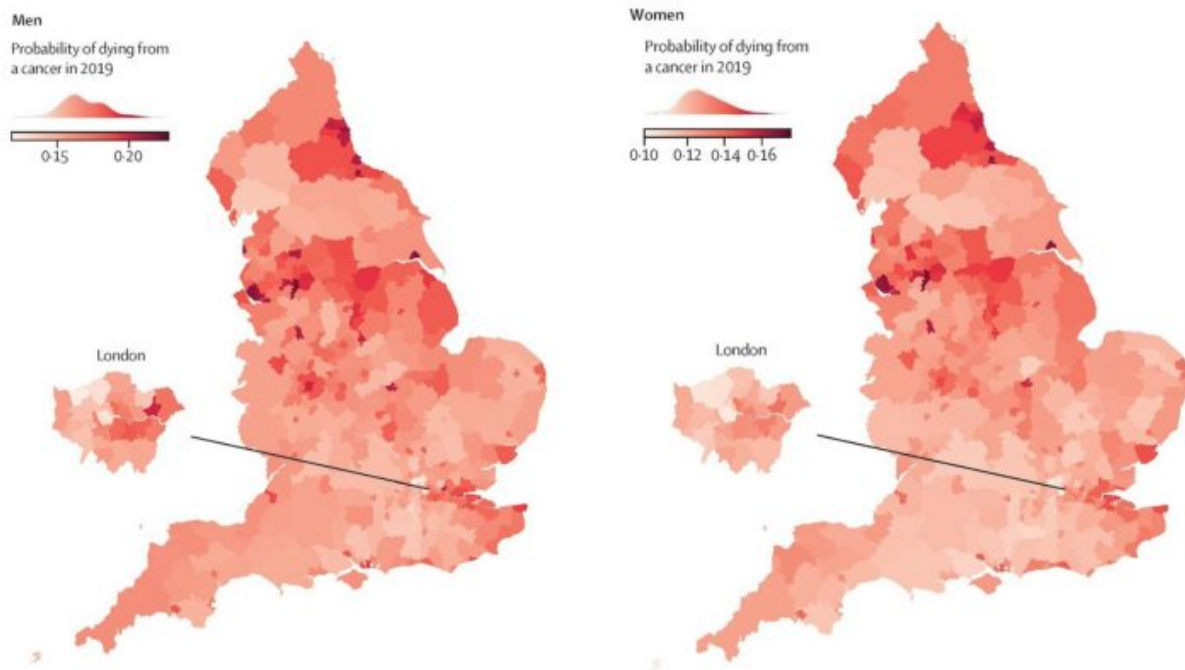 Men
Probability of dying from
a cancer in 2019
0·15 0·20
London
Women
Probability of dying from
a cancer in 2019
0·10 0·12 0·14 0·16
London